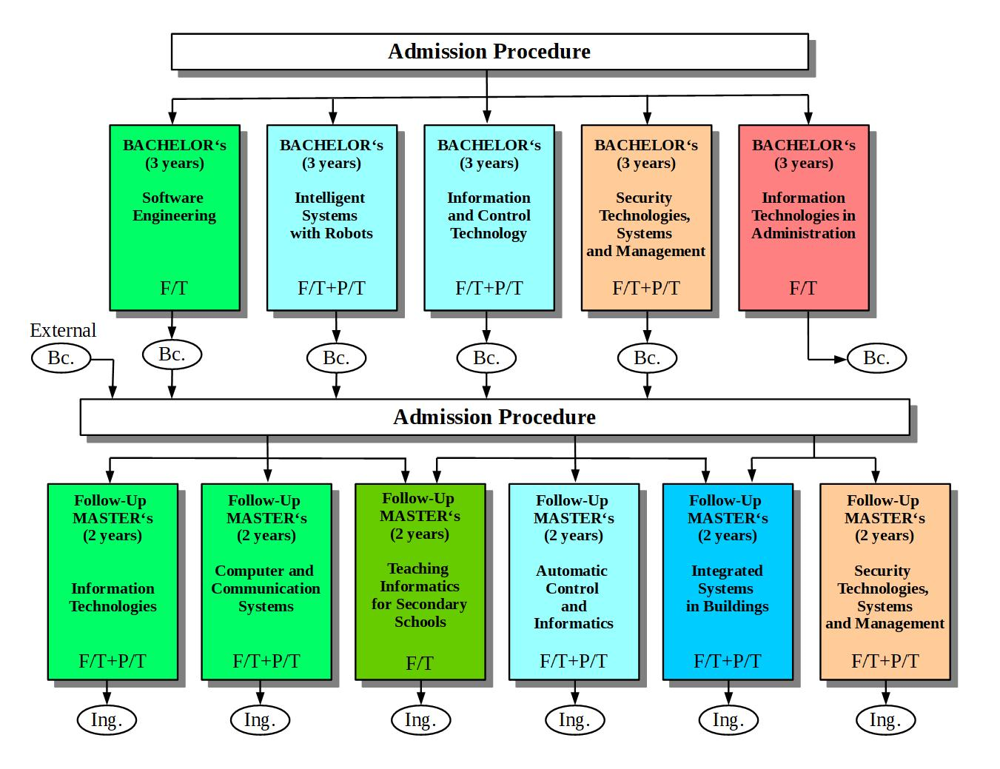 Admission Procedure
BACHELOR‘s
(3 years)
Software
Engineering
F/T
BACHELOR‘s
(3 years)
Intelligent
Systems
with Robots
F/T+P/T
BACHELOR‘s
(3 years)
Information
and Control
Technology
F/T+P/T
BACHELOR‘s
(3 years)
Security
Technologies,
Systems
and Management
F/T+P/T
BACHELOR‘s
(3 years)
Information
Technologies in
Administration
F/T
External
Bc.
Bc.
Bc.
Bc.
Bc.
Bc.
Admission Procedure
Follow-Up
MASTER‘s
(2 years)
Information
Technologies
F/T+P/T
Follow-Up
MASTER‘s
(2 years)
Computer and
Communication
Systems
F/T+P/T
Follow-Up
MASTER‘s
(2 years)
Teaching
Informatics
for Secondary
Schools
F/T
Follow-Up
MASTER‘s
(2 years)
Automatic
Control
and
Informatics
F/T+P/T
Follow-Up
MASTER‘s
(2 years)
Integrated
Systems
in Buildings
F/T+P/T
Follow-Up
MASTER‘s
(2 years)
Security
Technologies,
Systems
and Management
F/T+P/T
Ing.
Ing.
Ing.
Ing.
Ing.
Ing.